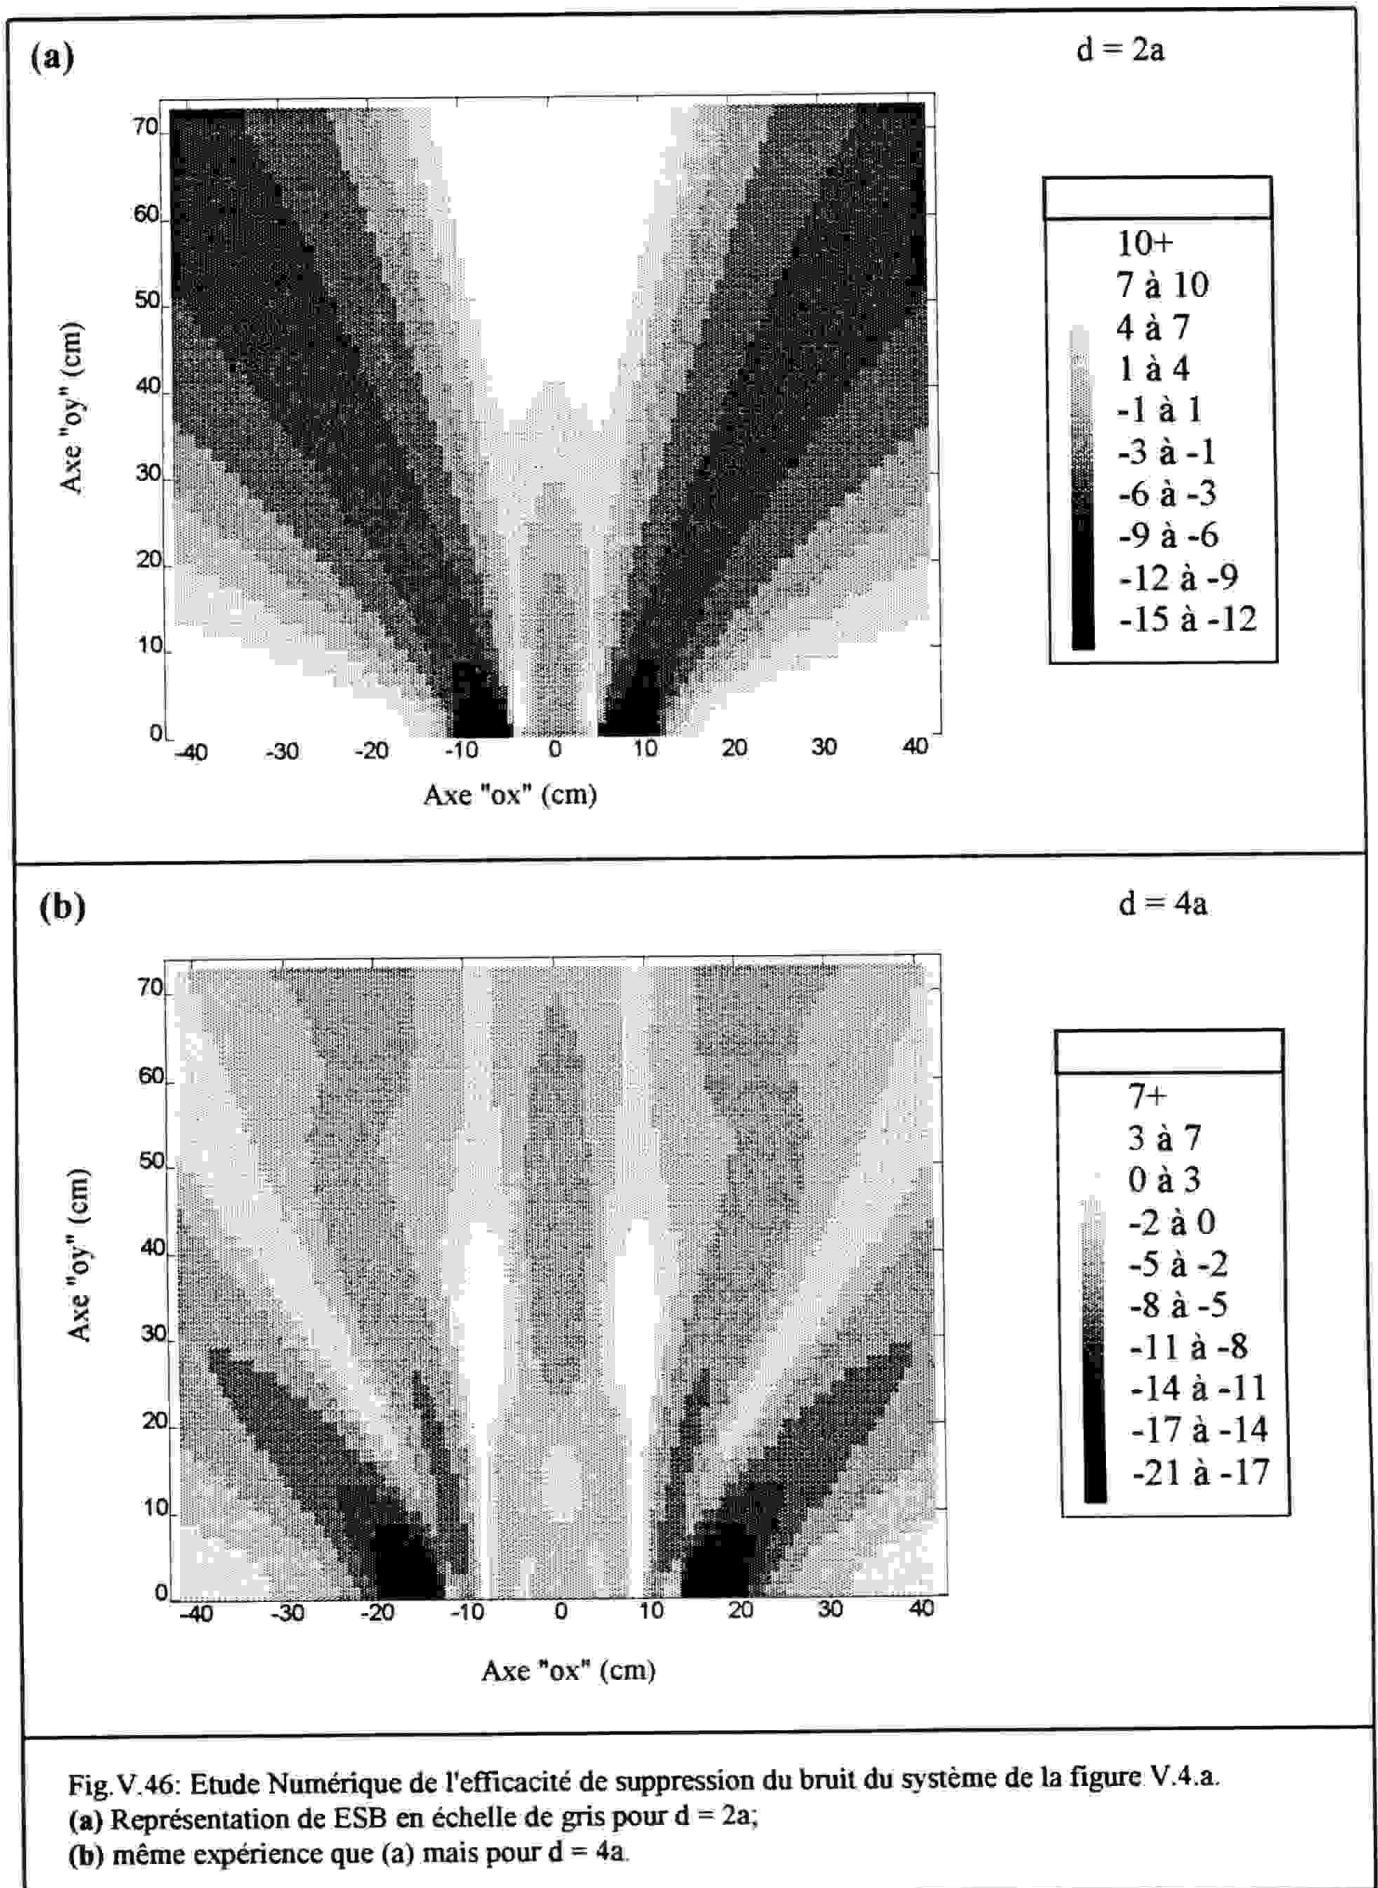 (a)
d = 2a
70
60
50
40
30
20
10
0
Axe "oy" (cm)
-40 -30 -20 -10 0 10 20 30 40
Axe "ox" (cm)
10+
7 à 10
4 à 7
1 à 4
-1 à 1
-3 à -1
-6 à -3
-9 à -6
-12 à -9
-15 à -12
(b)
d = 4a
70
60
50
40
30
20
10
0
Axe "oy" (cm)
-40 -30 -20 -10 0 10 20 30 40
Axe "ox" (cm)
7+
3 à 7
0 à 3
-2 à 0
-5 à -2
-8 à -5
-11 à -8
-14 à -11
-17 à -14
-21 à -17
Fig.V.46: Etude Numérique de l'efficacité de suppression du bruit du système de la figure V.4.a.
(a) Représentation de ESB en échelle de gris pour d = 2a;
(b) même expérience que (a) mais pour d = 4a.